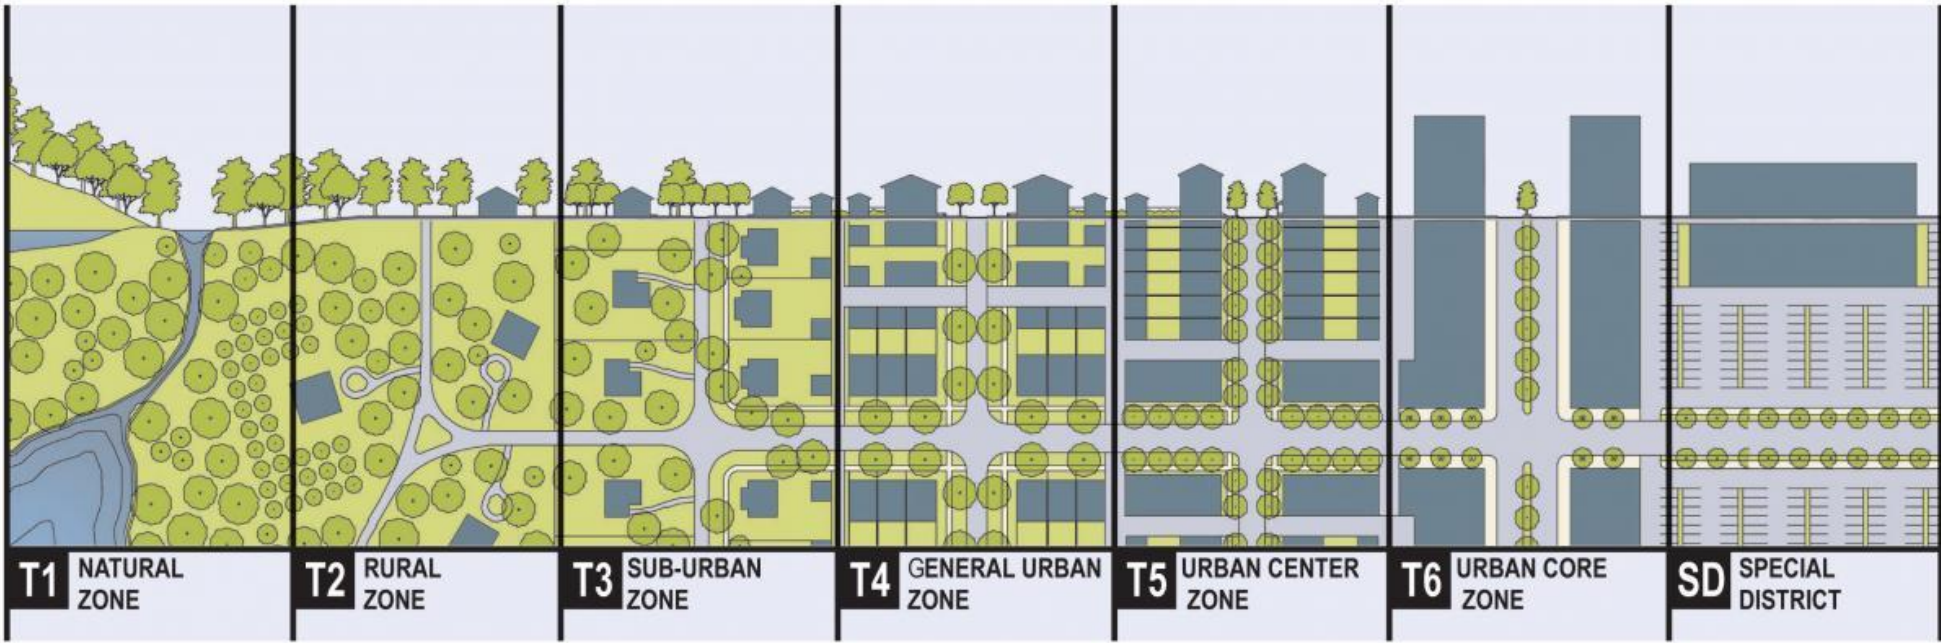 T1 NATURAL
ZONE
T2 RURAL
ZONE
T3 SUB-URBAN
ZONE
T4 GENERAL URBAN
ZONE
T5 URBAN CENTER
ZONE
T6 URBAN CORE
ZONE
SD SPECIAL
DISTRICT